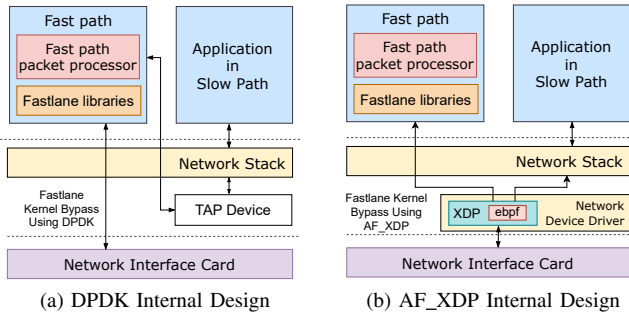 Fast path
Fast path
packet processor
Fastlane libraries
Application
in
Slow Path
Network Stack
Fastlane
Kernel Bypass
Using DPDK
TAP Device
Network Interface Card
(a) DPDK Internal Design
Fast path
Fast path
packet processor
Fastlane libraries
Application
in
Slow Path
Network Stack
Fastlane Kernel
Bypass Using
AF_XDP
XDP
ebpf
Network
Device Driver
Network Interface Card
(b) AF_XDP Internal Design